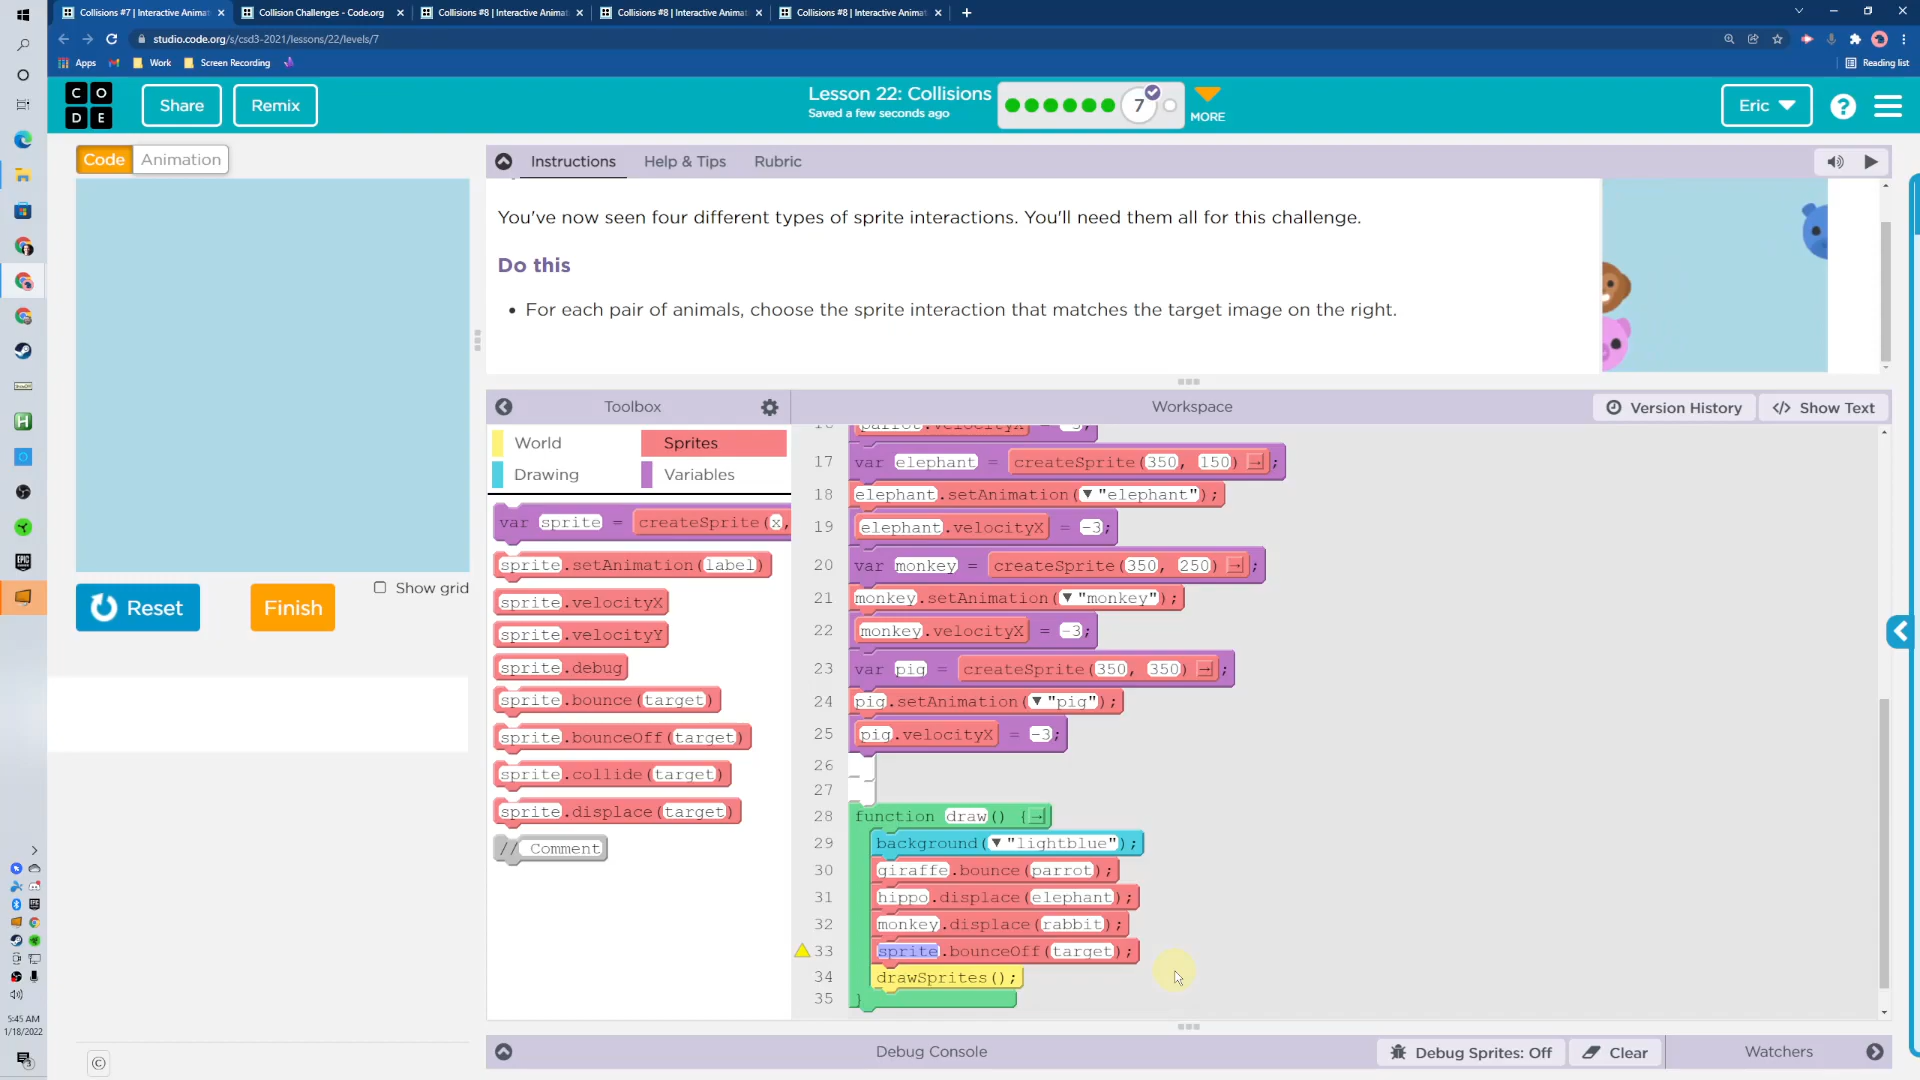 Collisions #7 | Interactive Animat
Collision Challenges - Code.org
Collisions #8 | Interactive Animat
Collisions #8 | Interactive Animat
Collisions #8 | Interactive Animat
studio.code.org/s/csd3-2021/lessons/22/levels/7
Apps
Work
Screen Recording
Reading list
C O
D E
Share
Remix
Lesson 22: Collisions
Saved a few seconds ago
7
MORE
Eric
?
Code
Animation
Instructions
Help & Tips
Rubric
You've now seen four different types of sprite interactions. You'll need them all for this challenge.
Do this
• For each pair of animals, choose the sprite interaction that matches the target image on the right.
Toolbox
Workspace
Version History
</> Show Text
World
Sprites
Drawing
Variables
var sprite = createSprite(x,
sprite.setAnimation(label)
sprite.velocityX
sprite.velocityY
sprite.debug
sprite.bounce(target)
sprite.bounceOff(target)
sprite.collide(target)
sprite.displace(target)
// Comment
17 var elephant = createSprite(350, 150);
18 elephant.setAnimation("elephant");
19 elephant.velocityX = -3;
20 var monkey = createSprite(350, 250);
21 monkey.setAnimation("monkey");
22 monkey.velocityX = -3;
23 var pig = createSprite(350, 350);
24 pig.setAnimation("pig");
25 pig.velocityX = -3;
26
27
28 function draw() {
29 background("lightblue");
30 giraffe.bounce(parrot);
31 hippo.displace(elephant);
32 monkey.displace(rabbit);
33 sprite.bounceOff(target);
34 drawSprites();
35 }
Reset
Finish
Show grid
Debug Console
Debug Sprites: Off
Clear
Watchers
5:45 AM
1/18/2022
©